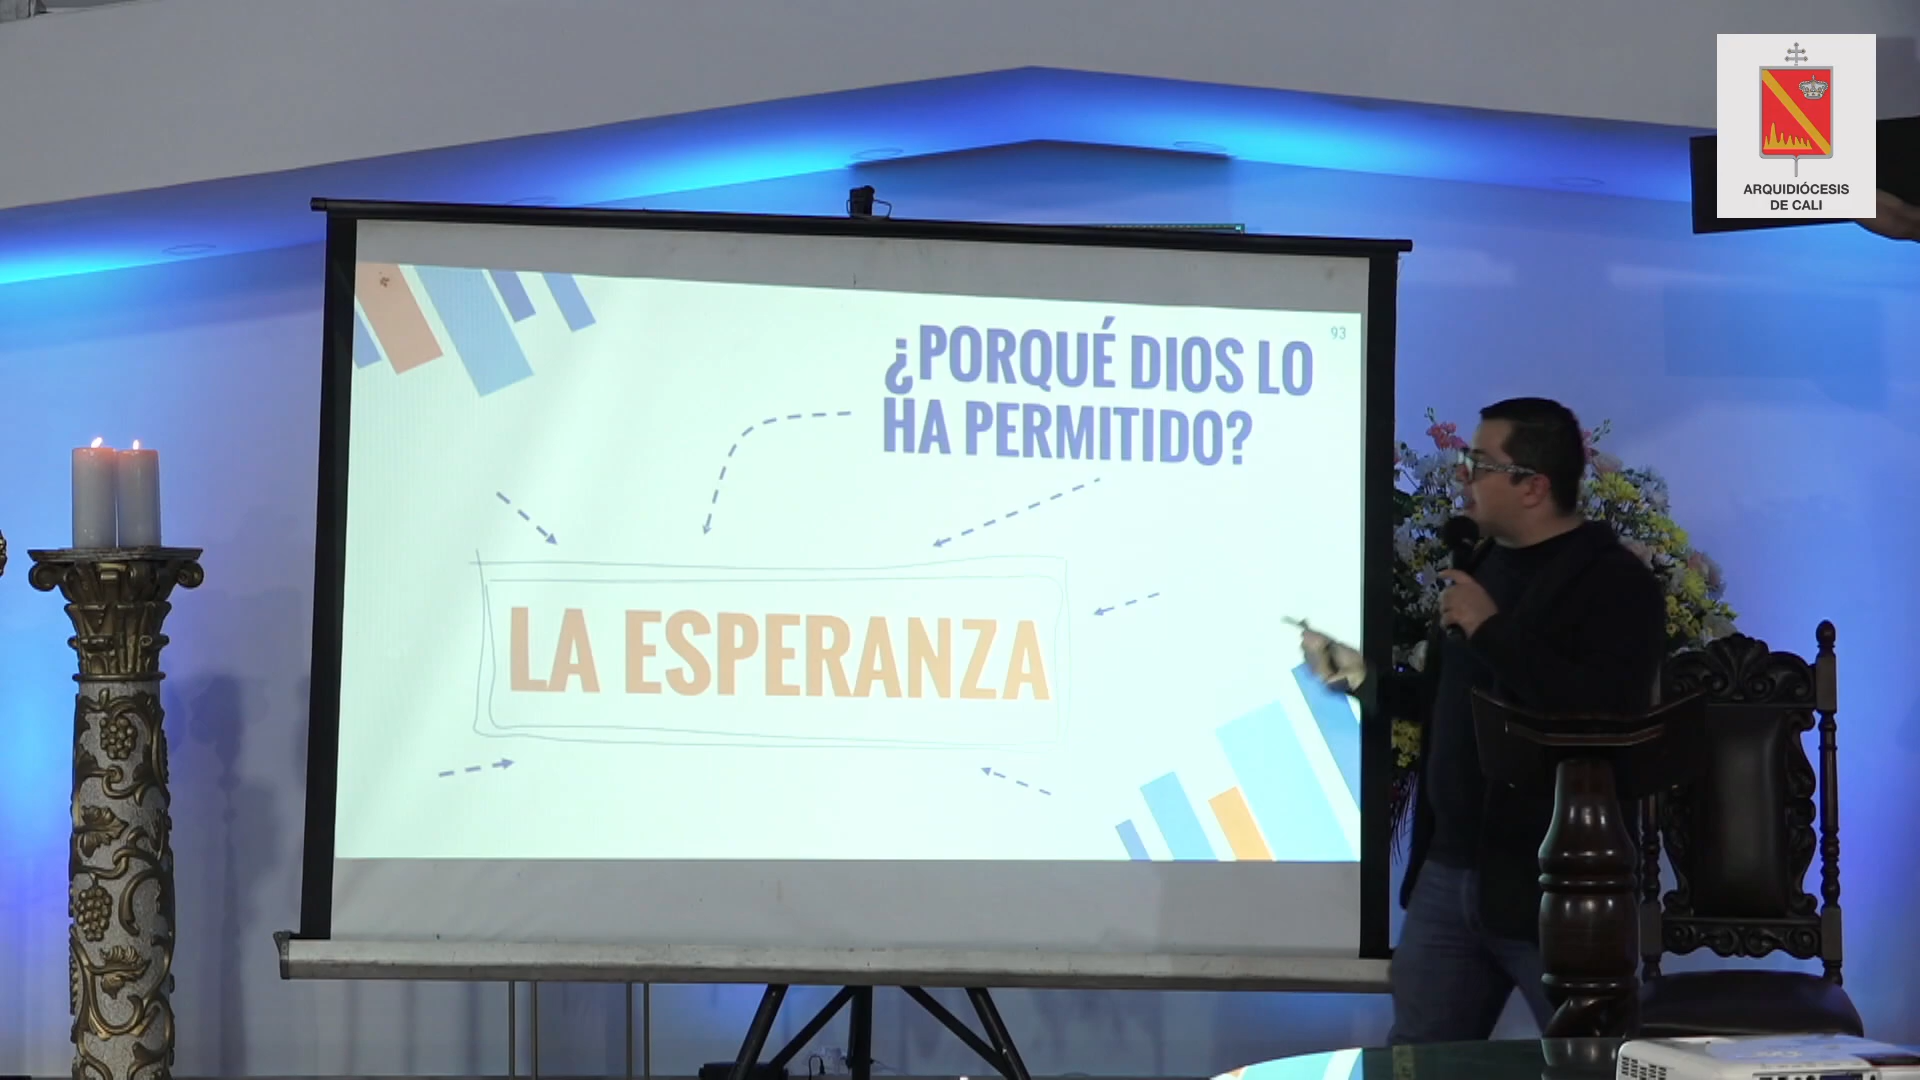 ARQUIDIÓCESIS
DE CALI
93
¿PORQUÉ DIOS LO
HA PERMITIDO?
LA ESPERANZA